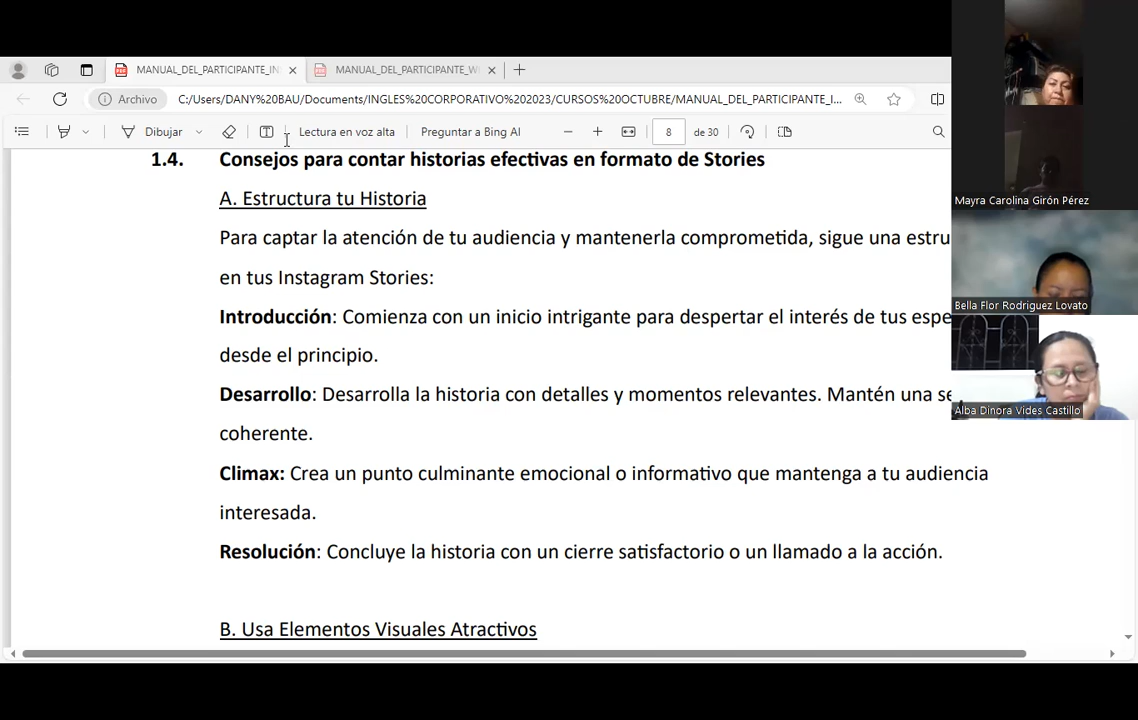 MANUAL_DEL_PARTICIPANTE_IN
MANUAL_DEL_PARTICIPANTE_W
Archivo
C:/Users/DANY%20BAU/Documents/INGLES%20CORPORATIVO%202023/CURSOS%20OCTUBRE/MANUAL_DEL_PARTICIPANTE_I...
Dibujar
Lectura en voz alta
Preguntar a Bing AI
8
de 30
1.4. Consejos para contar historias efectivas en formato de Stories
A. Estructura tu Historia
Para captar la atención de tu audiencia y mantenerla comprometida, sigue una estru
en tus Instagram Stories:
Introducción: Comienza con un inicio intrigante para despertar el interés de tus espe
desde el principio.
Desarrollo: Desarrolla la historia con detalles y momentos relevantes. Mantén una se
coherente.
Climax: Crea un punto culminante emocional o informativo que mantenga a tu audiencia
interesada.
Resolución: Concluye la historia con un cierre satisfactorio o un llamado a la acción.
B. Usa Elementos Visuales Atractivos
Mayra Carolina Girón Pérez
Bella Flor Rodriguez Lovato
Alba Dinora Vides Castillo